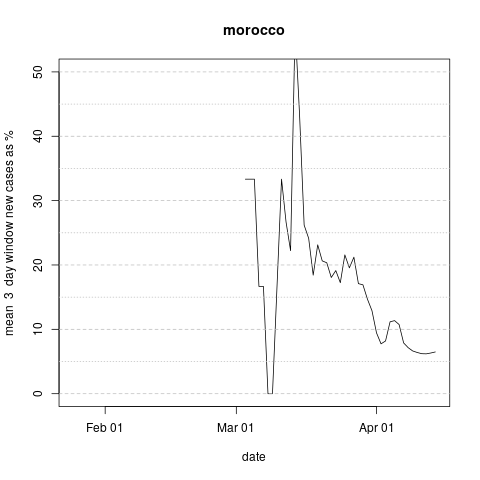 morocco
mean  3  day window new cases as %
50
40
30
20
10
0
Feb 01
Mar 01
Apr 01
date